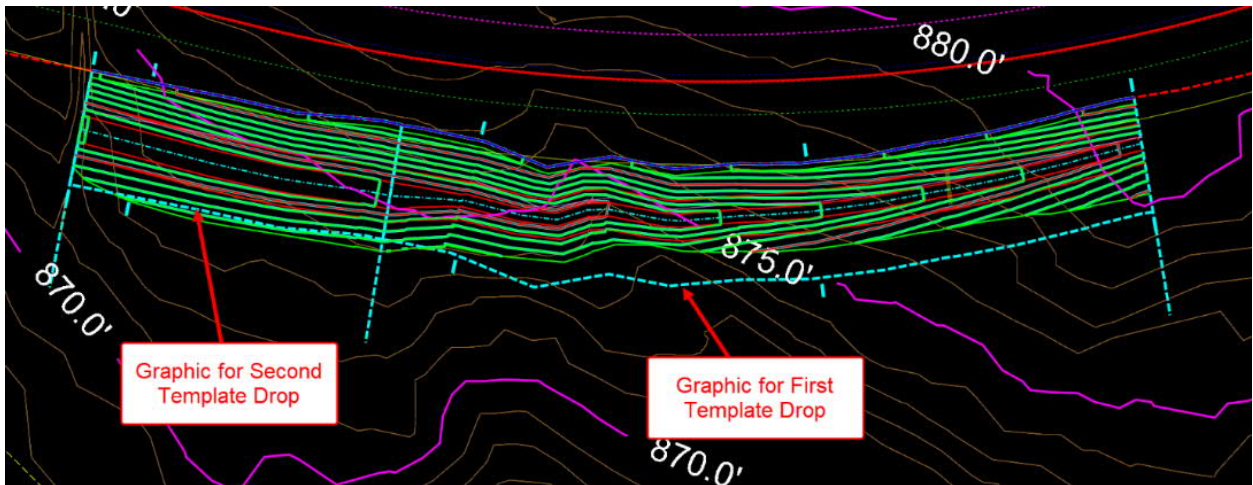 880.0'
875.0'
870.0'
Graphic for Second
Template Drop
Graphic for First
Template Drop
870.0'